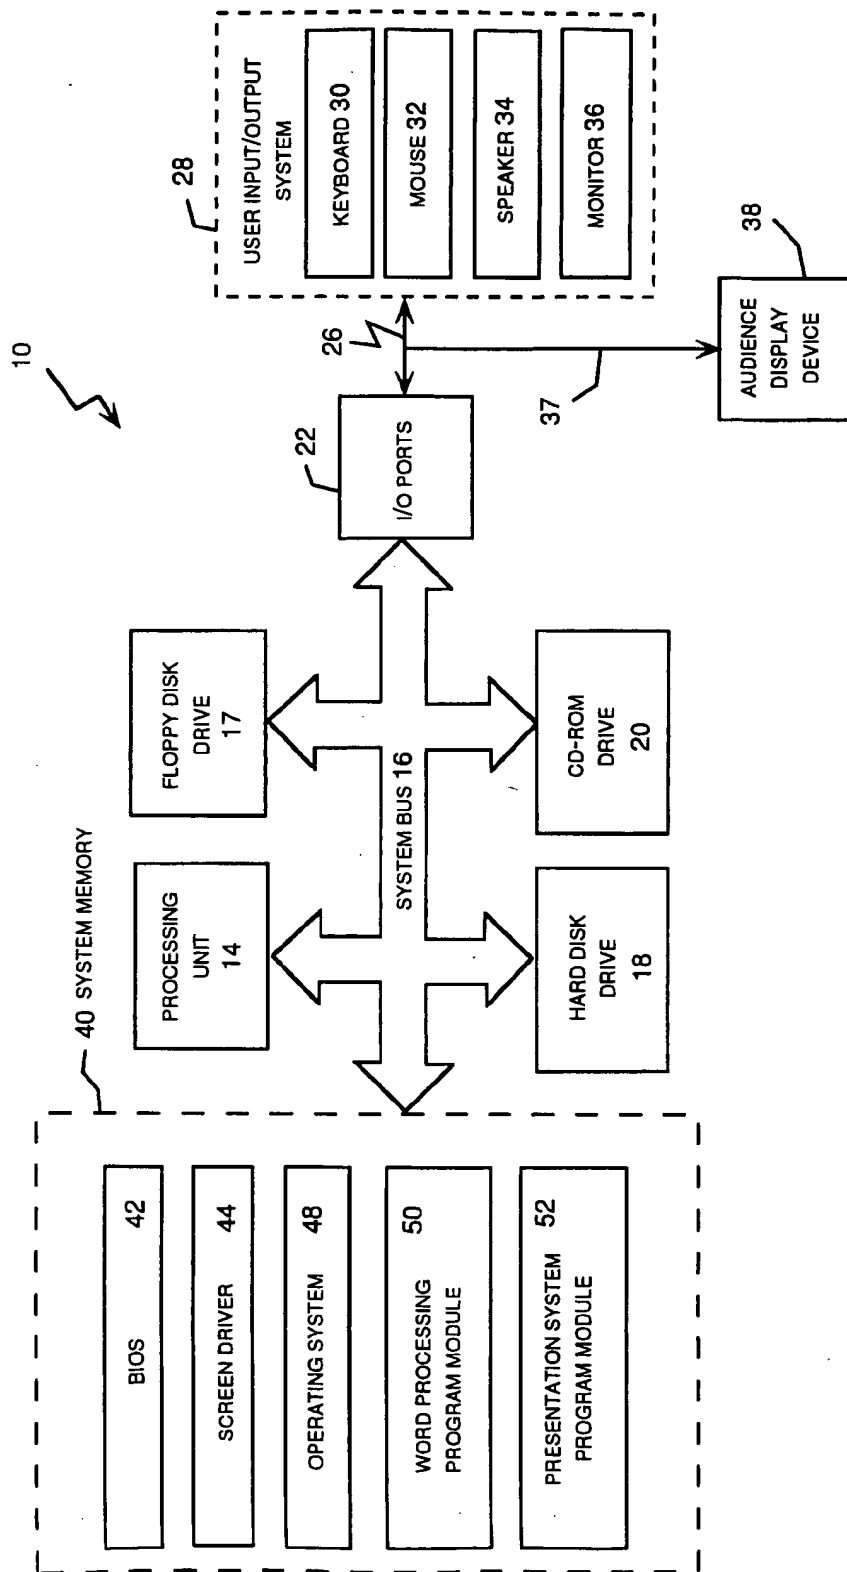 10
40 SYSTEM MEMORY
BIOS 42
SCREEN DRIVER 44
OPERATING SYSTEM 48
WORD PROCESSING 50
PROGRAM MODULE
PRESENTATION SYSTEM 52
PROGRAM MODULE
PROCESSING
UNIT
14
FLOPPY DISK
DRIVE
17
SYSTEM BUS 16
HARD DISK
DRIVE
18
CD-ROM
DRIVE
20
22
I/O PORTS
26
28
USER INPUT/OUTPUT
SYSTEM
KEYBOARD 30
MOUSE 32
SPEAKER 34
MONITOR 36
37
38
AUDIENCE
DISPLAY
DEVICE